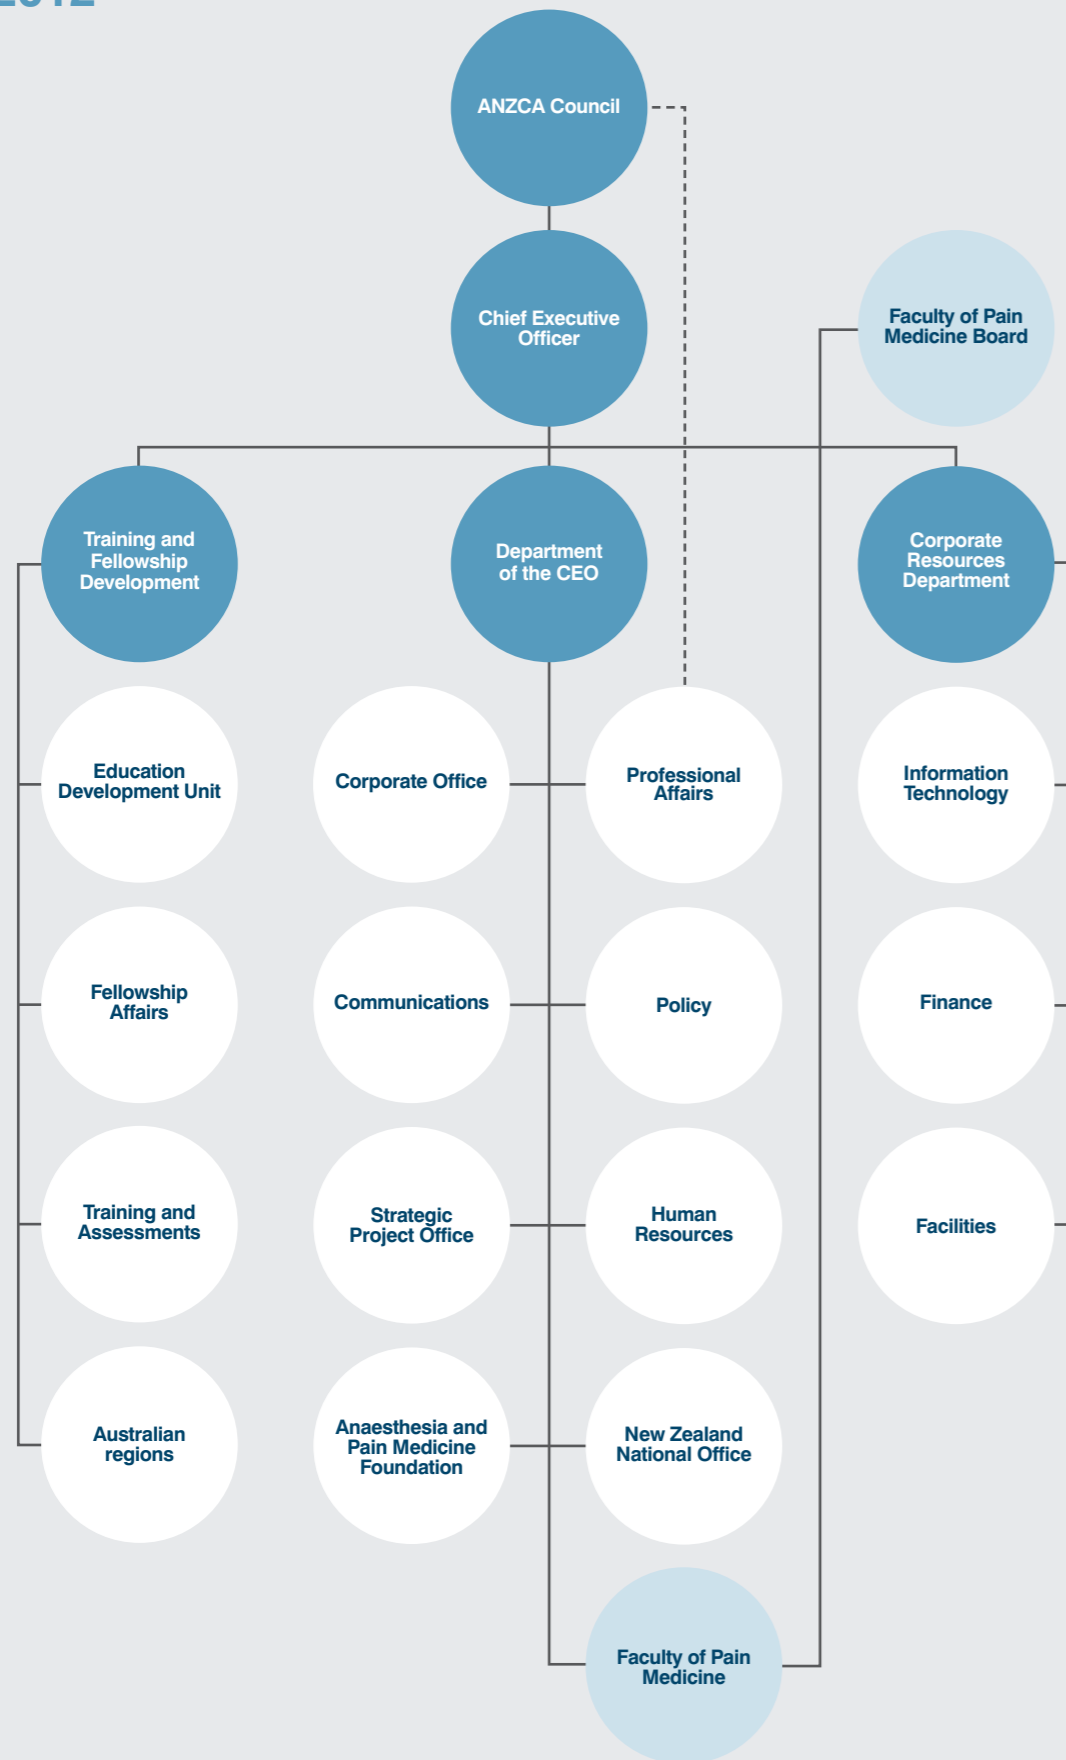 ANZCA Council
Chief Executive
Officer
Faculty of Pain
Medicine Board
Training and
Fellowship
Development
Department
of the CEO
Corporate
Resources
Department
Education
Development Unit
Corporate Office
Professional
Affairs
Information
Technology
Fellowship
Affairs
Communications
Policy
Finance
Training and
Assessments
Strategic
Project Office
Human
Resources
Facilities
Australian
regions
Anaesthesia and
Pain Medicine
Foundation
New Zealand
National Office
Faculty of Pain
Medicine